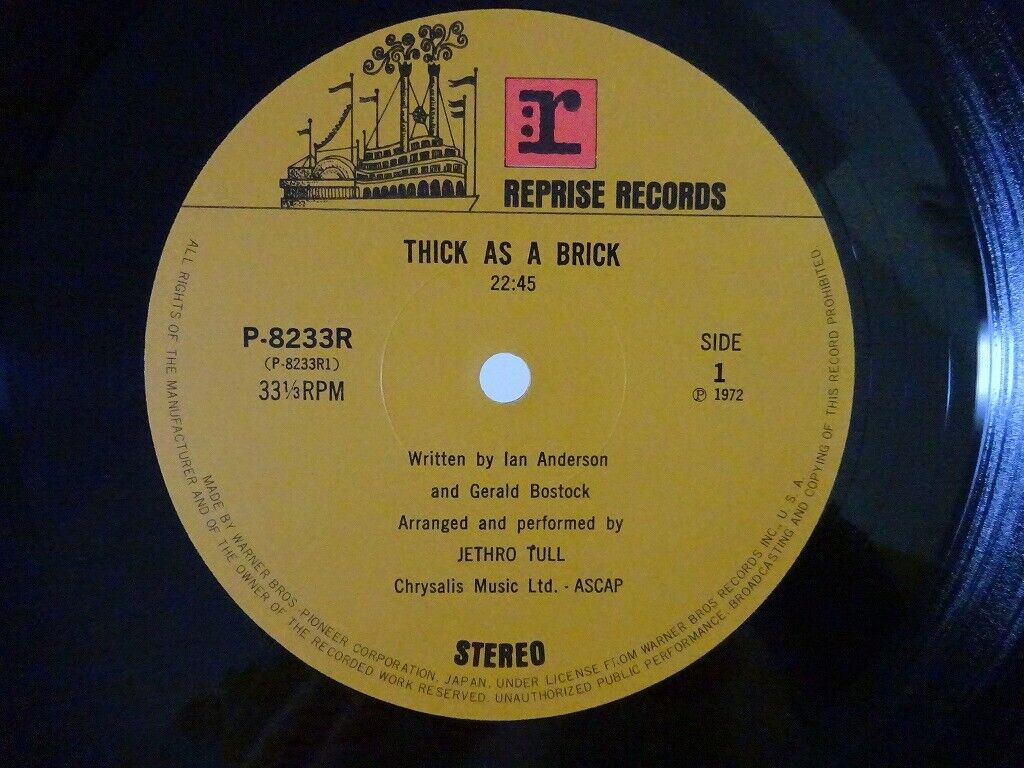 r
REPRISE RECORDS
THICK AS A BRICK
22:45
P-8233R
(P-8233R1)
33⅓RPM
SIDE
1
Ⓟ 1972
Written by Ian Anderson
and Gerald Bostock
Arranged and performed by
JETHRO TULL
Chrysalis Music Ltd. - ASCAP
STEREO
MADE BY WARNER BROS. PIONEER CORPORATION, JAPAN, UNDER LICENSE FROM WARNER BROS RECORDS INC., U. S. A.
ALL RIGHTS OF THE MANUFACTURER AND OF THE OWNER OF THE RECORDED WORK RESERVED. UNAUTHORIZED PUBLIC PERFORMANCE. BROADCASTING AND COPYING OF THIS RECORD PROHIBITED.